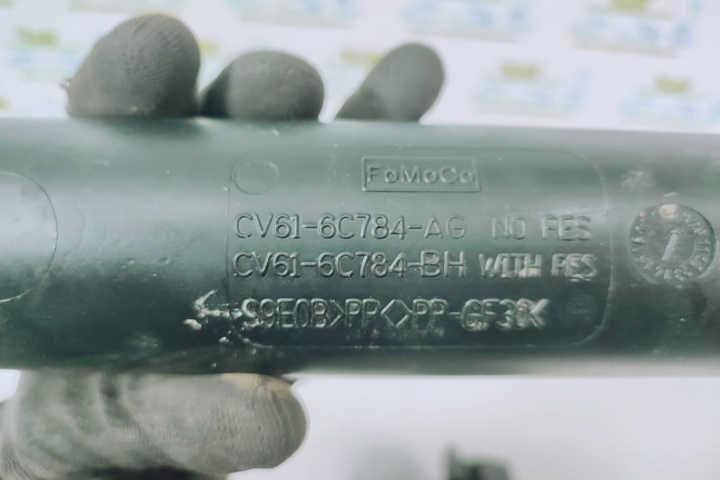 FoMoCo
CV61-6C784-AG NO RES
CV61-6C784-BH WITH RES
S9E0B>PP<>PP-GF30<